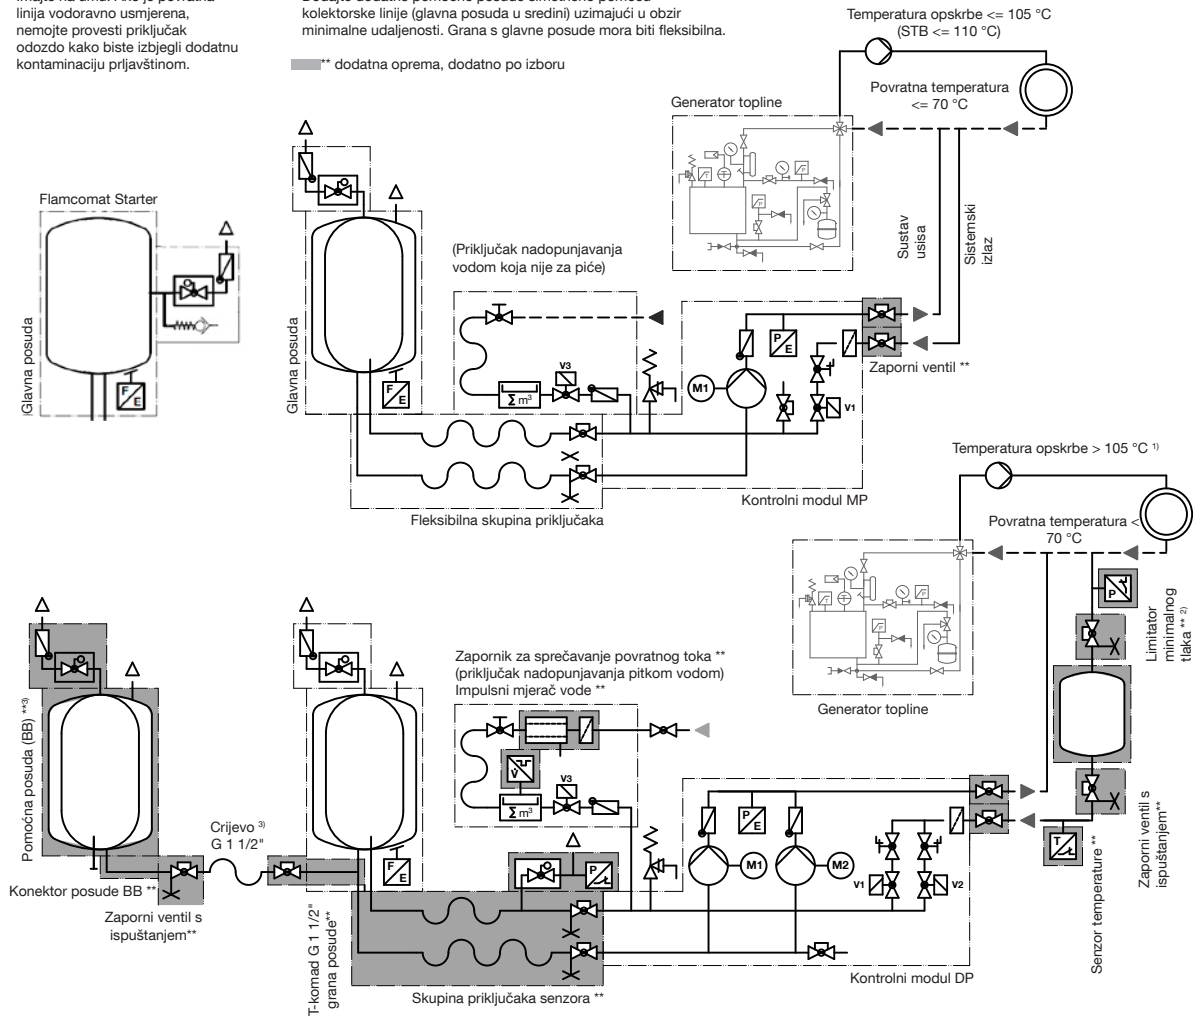 linija vodoravno usmjerena,
nemojte provesti priključak
odozdo kako biste izbjegli dodatnu
kontaminaciju prljavštinom.
kolektorske linije (glavna posuda u sredini) uzimajući u obzir
minimalne udaljenosti. Grana s glavne posude mora biti fleksibilna.
** dodatna oprema, dodatno po izboru
Temperatura opskrbe <= 105 °C
(STB <= 110 °C)
Povratna temperatura
<= 70 °C
Generator topline
Sustav
usisa
Sistemski
izlaz
Flamcomat Starter
Glavna posuda
F
E
Glavna posuda
F
E
(Priključak nadopunjavanja
vodom koja nije za piće)
V3
Σ m³
M1
P
E
V1
Zaporni ventil **
Kontrolni modul MP
Fleksibilna skupina priključaka
Temperatura opskrbe > 105 °C ¹⁾
Povratna temperatura <
70 °C
Generator topline
P
Limitator
minimalnog
tlaka ** ²⁾
Zapornik za sprečavanje povratnog toka **
(priključak nadopunjavanja pitkom vodom)
Impulsni mjerač vode **
V
V3
Σ m³
P
E
M1
M2
V1
V2
P
T
Pomoćna posuda (BB) **³⁾
Crijevo ³⁾
G 1 1/2"
F
E
Konektor posude BB **
Zaporni ventil s
ispuštanjem**
T-komad G 1 1/2"
grana posude**
Skupina priključaka senzora **
Kontrolni modul DP
Senzor temperature **
Zaporni ventil s
ispuštanjem**